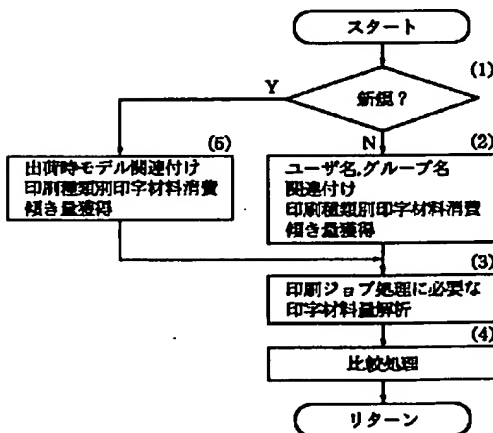 スタート
(1)
新規？
Y
N
(5)
出荷時モデル関連付け
印刷種類別印字材料消費
傾き量獲得
(2)
ユーザ名,グループ名
関連付け
印刷種類別印字材料消費
傾き量獲得
(3)
印刷ジョブ処理に必要な
印字材料量解析
(4)
比較処理
リターン